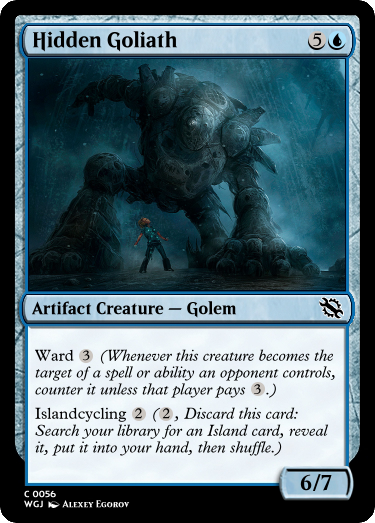 Hidden Goliath 5
Artifact Creature — Golem
Ward 3 (Whenever this creature becomes the
target of a spell or ability an opponent controls,
counter it unless that player pays 3.)
Islandcycling 2 (2, Discard this card:
Search your library for an Island card, reveal
it, put it into your hand, then shuffle.)
6/7
C 0056
WGJ Alexey Egorov